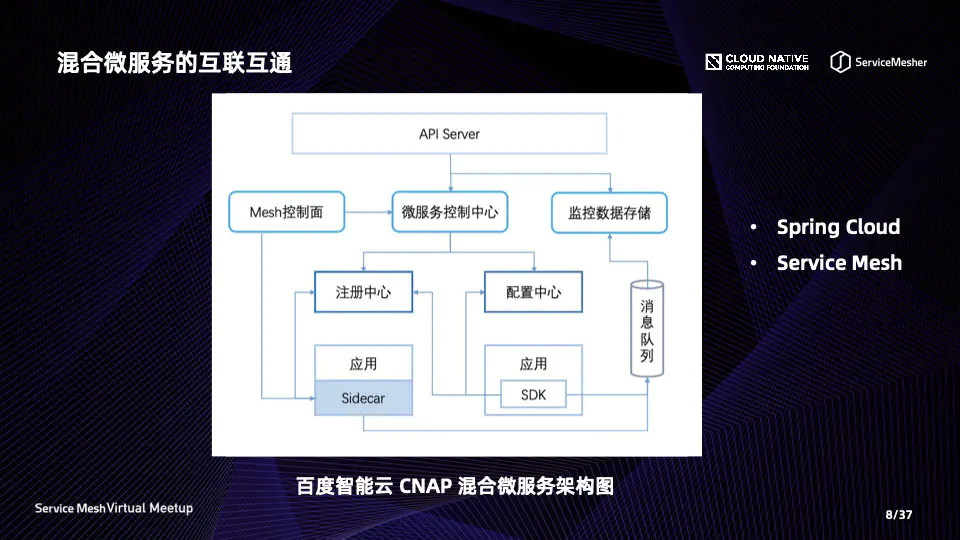 混合微服务的互联互通
CLOUD NATIVE
COMPUTING FOUNDATION
ServiceMesher
API Server
Mesh控制面
微服务控制中心
监控数据存储
注册中心
配置中心
消息队列
应用
Sidecar
应用
SDK
• Spring Cloud
• Service Mesh
百度智能云 CNAP 混合微服务架构图
Service Mesh Virtual Meetup
8/37